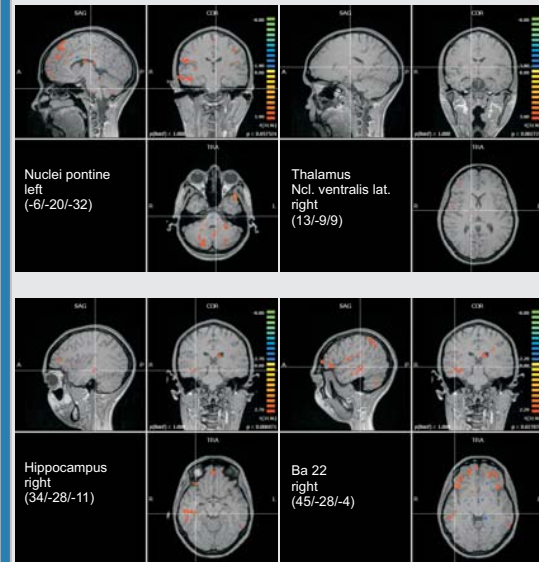 SAG
COR
SAG
COR
A
P
R
L
A
P
R
L
TRA
TRA
Nuclei pontine
left
(-6/-20/-32)
Thalamus
Ncl. ventralis lat.
right
(13/-9/9)
R
L
R
L
SAG
COR
SAG
COR
A
P
R
L
A
P
R
L
TRA
TRA
Hippocampus
right
(34/-28/-11)
Ba 22
right
(45/-28/-4)
R
L
R
L